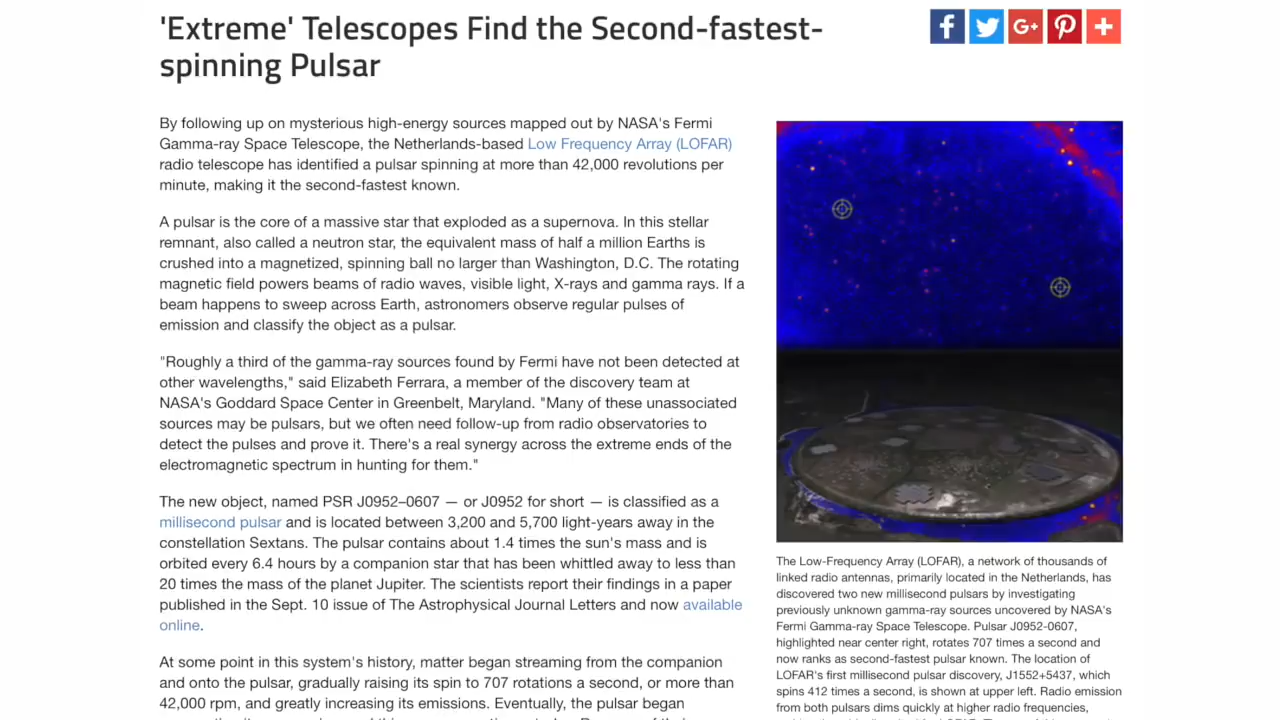 'Extreme' Telescopes Find the Second-fastest-
spinning Pulsar
By following up on mysterious high-energy sources mapped out by NASA's Fermi
Gamma-ray Space Telescope, the Netherlands-based Low Frequency Array (LOFAR)
radio telescope has identified a pulsar spinning at more than 42,000 revolutions per
minute, making it the second-fastest known.
A pulsar is the core of a massive star that exploded as a supernova. In this stellar
remnant, also called a neutron star, the equivalent mass of half a million Earths is
crushed into a magnetized, spinning ball no larger than Washington, D.C. The rotating
magnetic field powers beams of radio waves, visible light, X-rays and gamma rays. If a
beam happens to sweep across Earth, astronomers observe regular pulses of
emission and classify the object as a pulsar.
"Roughly a third of the gamma-ray sources found by Fermi have not been detected at
other wavelengths," said Elizabeth Ferrara, a member of the discovery team at
NASA's Goddard Space Center in Greenbelt, Maryland. "Many of these unassociated
sources may be pulsars, but we often need follow-up from radio observatories to
detect the pulses and prove it. There's a real synergy across the extreme ends of the
electromagnetic spectrum in hunting for them."
The new object, named PSR J0952–0607 — or J0952 for short — is classified as a
millisecond pulsar and is located between 3,200 and 5,700 light-years away in the
constellation Sextans. The pulsar contains about 1.4 times the sun's mass and is
orbited every 6.4 hours by a companion star that has been whittled away to less than
20 times the mass of the planet Jupiter. The scientists report their findings in a paper
published in the Sept. 10 issue of The Astrophysical Journal Letters and now available
online.
At some point in this system's history, matter began streaming from the companion
and onto the pulsar, gradually raising its spin to 707 rotations a second, or more than
42,000 rpm, and greatly increasing its emissions. Eventually, the pulsar began
The Low-Frequency Array (LOFAR), a network of thousands of
linked radio antennas, primarily located in the Netherlands, has
discovered two new millisecond pulsars by investigating
previously unknown gamma-ray sources uncovered by NASA's
Fermi Gamma-ray Space Telescope. Pulsar J0952-0607,
highlighted near center right, rotates 707 times a second and
now ranks as second-fastest pulsar known. The location of
LOFAR's first millisecond pulsar discovery, J1552+5437, which
spins 412 times a second, is shown at upper left. Radio emission
from both pulsars dims quickly at higher radio frequencies,